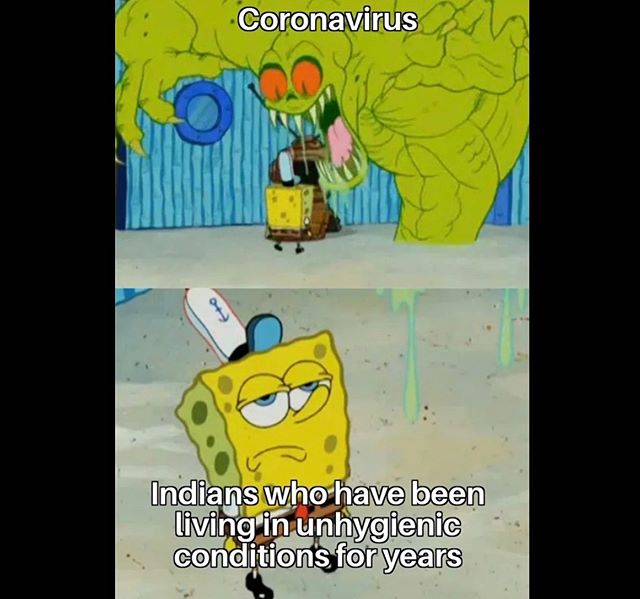 Coronavirus
Indians who have been
living in unhygienic
conditions for years